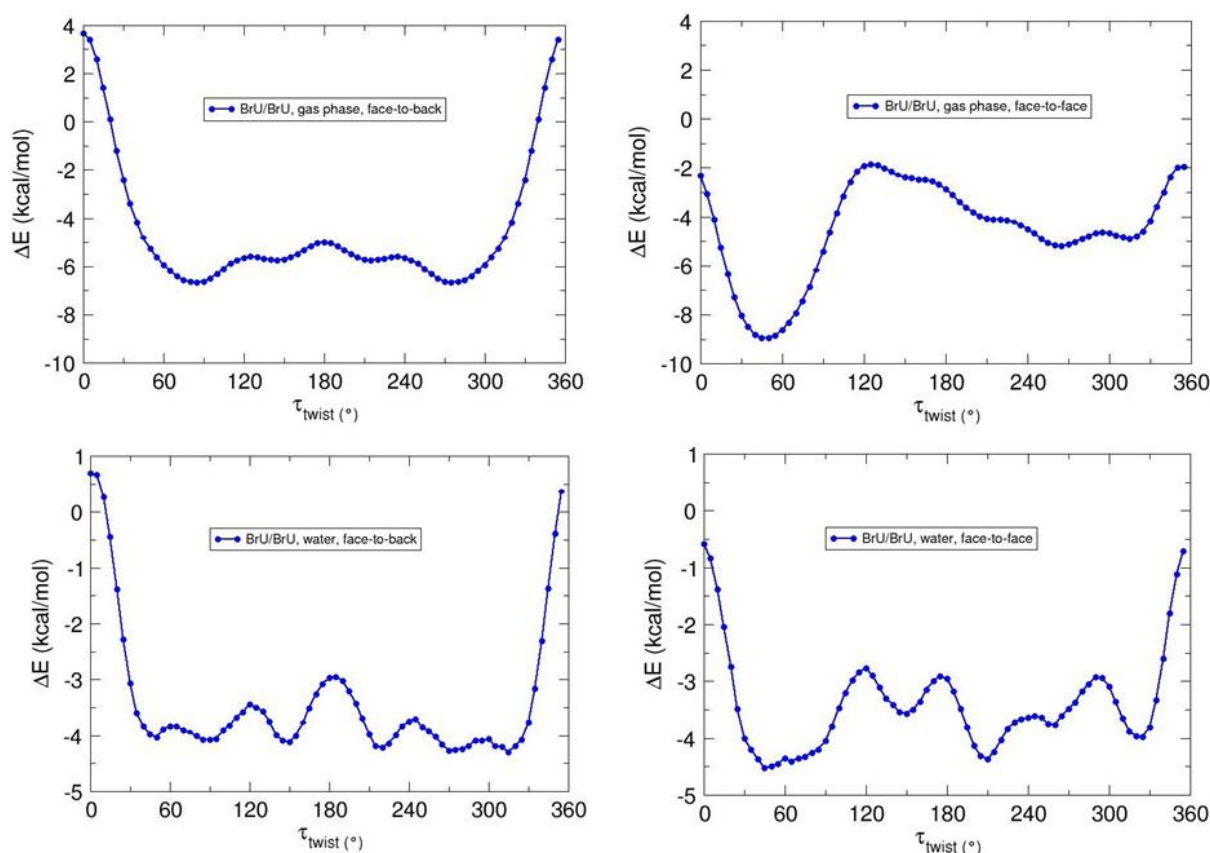 4
2
0
-2
-4
-6
-8
-10
ΔE (kcal/mol)
BrU/BrU, gas phase, face-to-back
0 60 120 180 240 300 360
τtwist (°)
4
2
0
-2
-4
-6
-8
-10
ΔE (kcal/mol)
BrU/BrU, gas phase, face-to-face
0 60 120 180 240 300 360
τtwist (°)
1
0
-1
-2
-3
-4
-5
ΔE (kcal/mol)
BrU/BrU, water, face-to-back
0 60 120 180 240 300 360
τtwist (°)
1
0
-1
-2
-3
-4
-5
ΔE (kcal/mol)
BrU/BrU, water, face-to-face
0 60 120 180 240 300 360
τtwist (°)